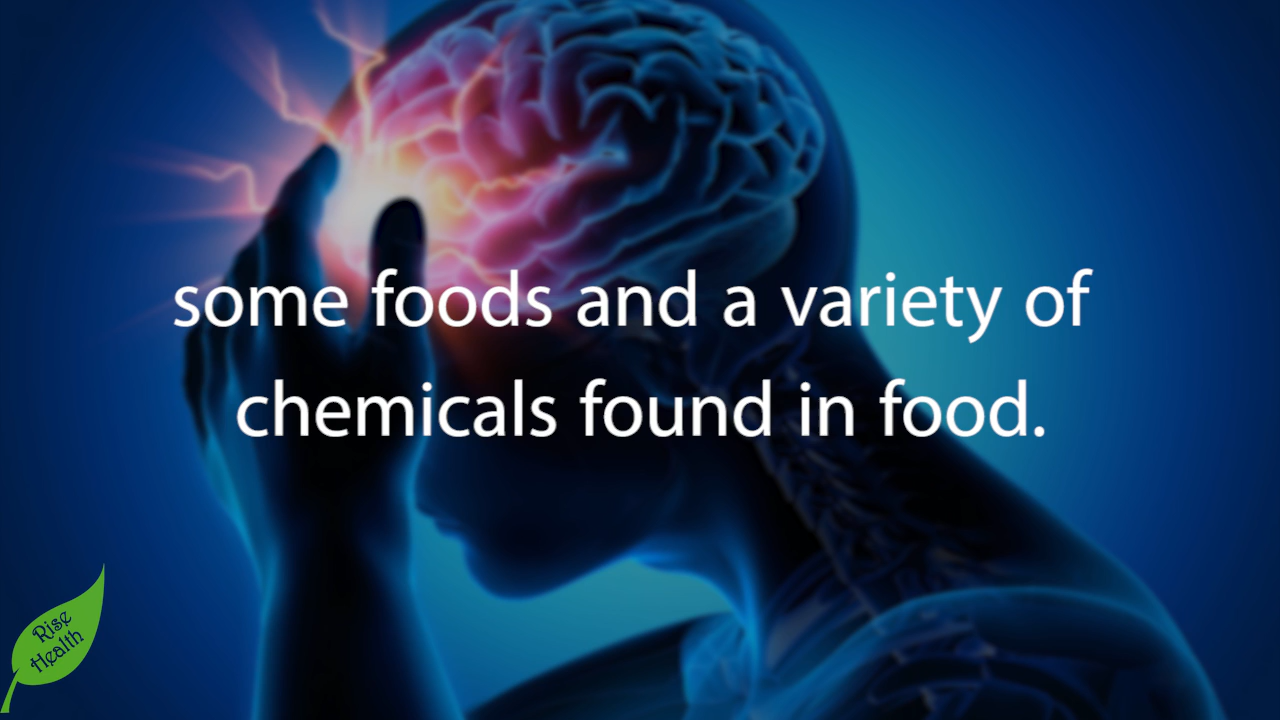 some foods and a variety of
chemicals found in food.
Rise
Health